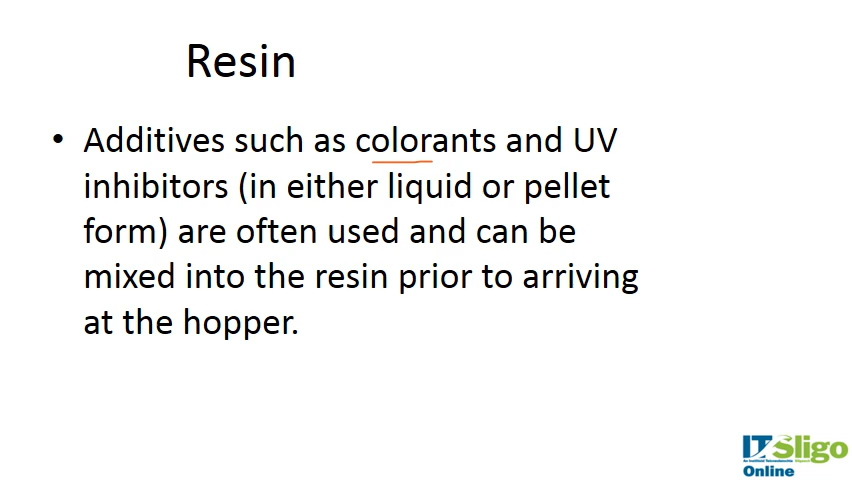 Resin
• Additives such as colorants and UV
inhibitors (in either liquid or pellet
form) are often used and can be
mixed into the resin prior to arriving
at the hopper.
IT Sligo
Online